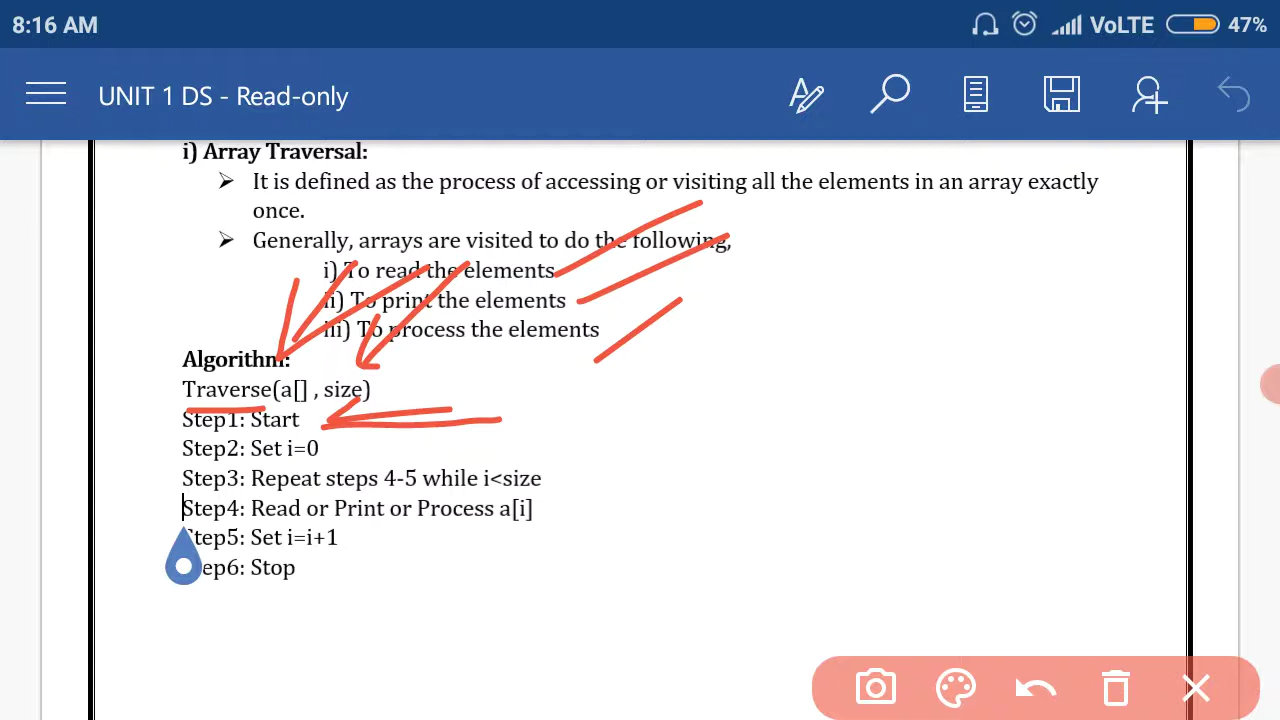 8:16 AM VoLTE 47%
UNIT 1 DS - Read-only
i) Array Traversal:
It is defined as the process of accessing or visiting all the elements in an array exactly
once.
Generally, arrays are visited to do the following,
i) To read the elements
ii) To print the elements
iii) To process the elements
Algorithm:
Traverse(a[] , size)
Step1: Start
Step2: Set i=0
Step3: Repeat steps 4-5 while i<size
Step4: Read or Print or Process a[i]
Step5: Set i=i+1
Step6: Stop